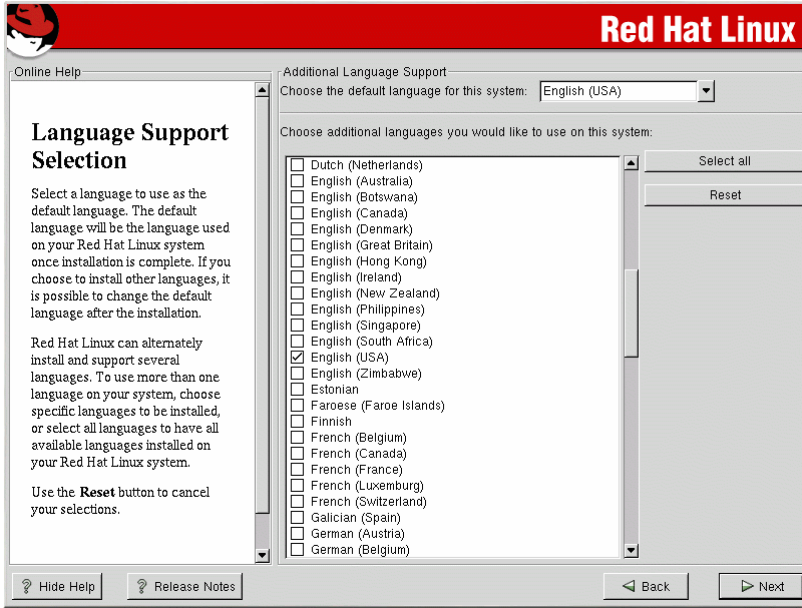 Red Hat Linux
Online Help
Language Support
Selection
Select a language to use as the
default language. The default
language will be the language used
on your Red Hat Linux system
once installation is complete. If you
choose to install other languages, it
is possible to change the default
language after the installation.
Red Hat Linux can alternately
install and support several
languages. To use more than one
language on your system, choose
specific languages to be installed,
or select all languages to have all
available languages installed on
your Red Hat Linux system.
Use the Reset button to cancel
your selections.
Additional Language Support
Choose the default language for this system: English (USA)
Choose additional languages you would like to use on this system:
Dutch (Netherlands)
English (Australia)
English (Botswana)
English (Canada)
English (Denmark)
English (Great Britain)
English (Hong Kong)
English (Ireland)
English (New Zealand)
English (Philippines)
English (Singapore)
English (South Africa)
English (USA)
English (Zimbabwe)
Estonian
Faroese (Faroe Islands)
Finnish
French (Belgium)
French (Canada)
French (France)
French (Luxemburg)
French (Switzerland)
Galician (Spain)
German (Austria)
German (Belgium)
Select all
Reset
? Hide Help
? Release Notes
Back
Next